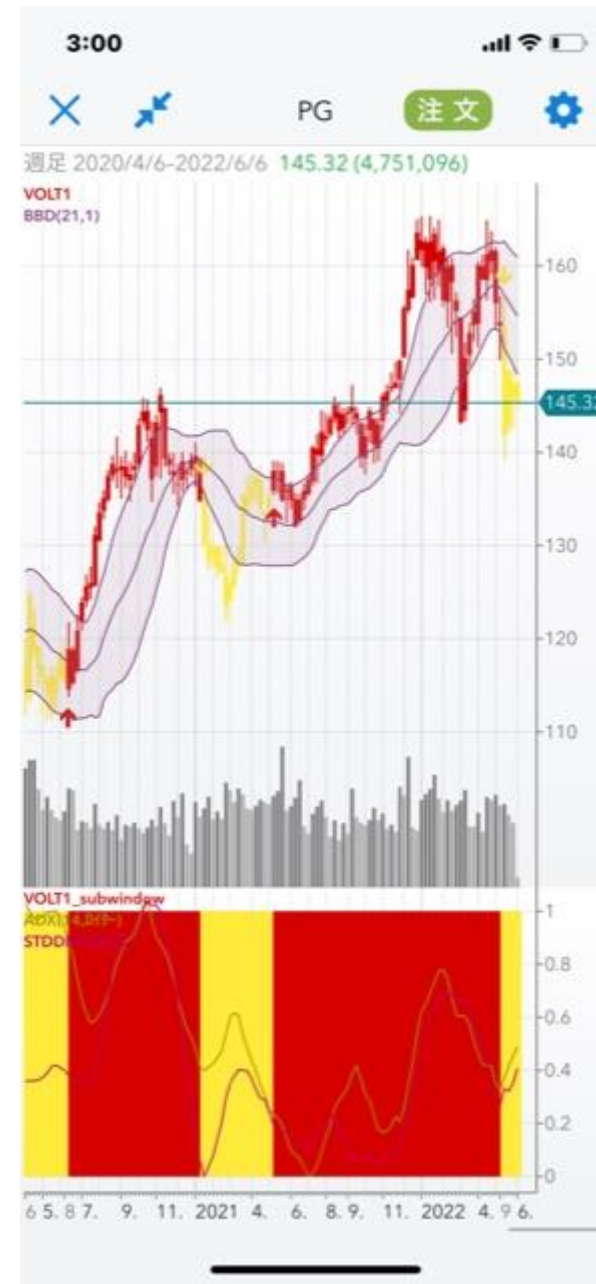 3:00
PG 注文
週足 2020/4/6-2022/6/6 145.32 (4,751,096)
VOLT1
BBD(21,1)
160
150
145.32
140
130
120
110
VOLT1_subwindow
1
0.8
0.6
0.4
0.2
0
6 5. 8 7. 9. 11. 2021 4. 6. 8. 9. 11. 2022 4. 9 6.